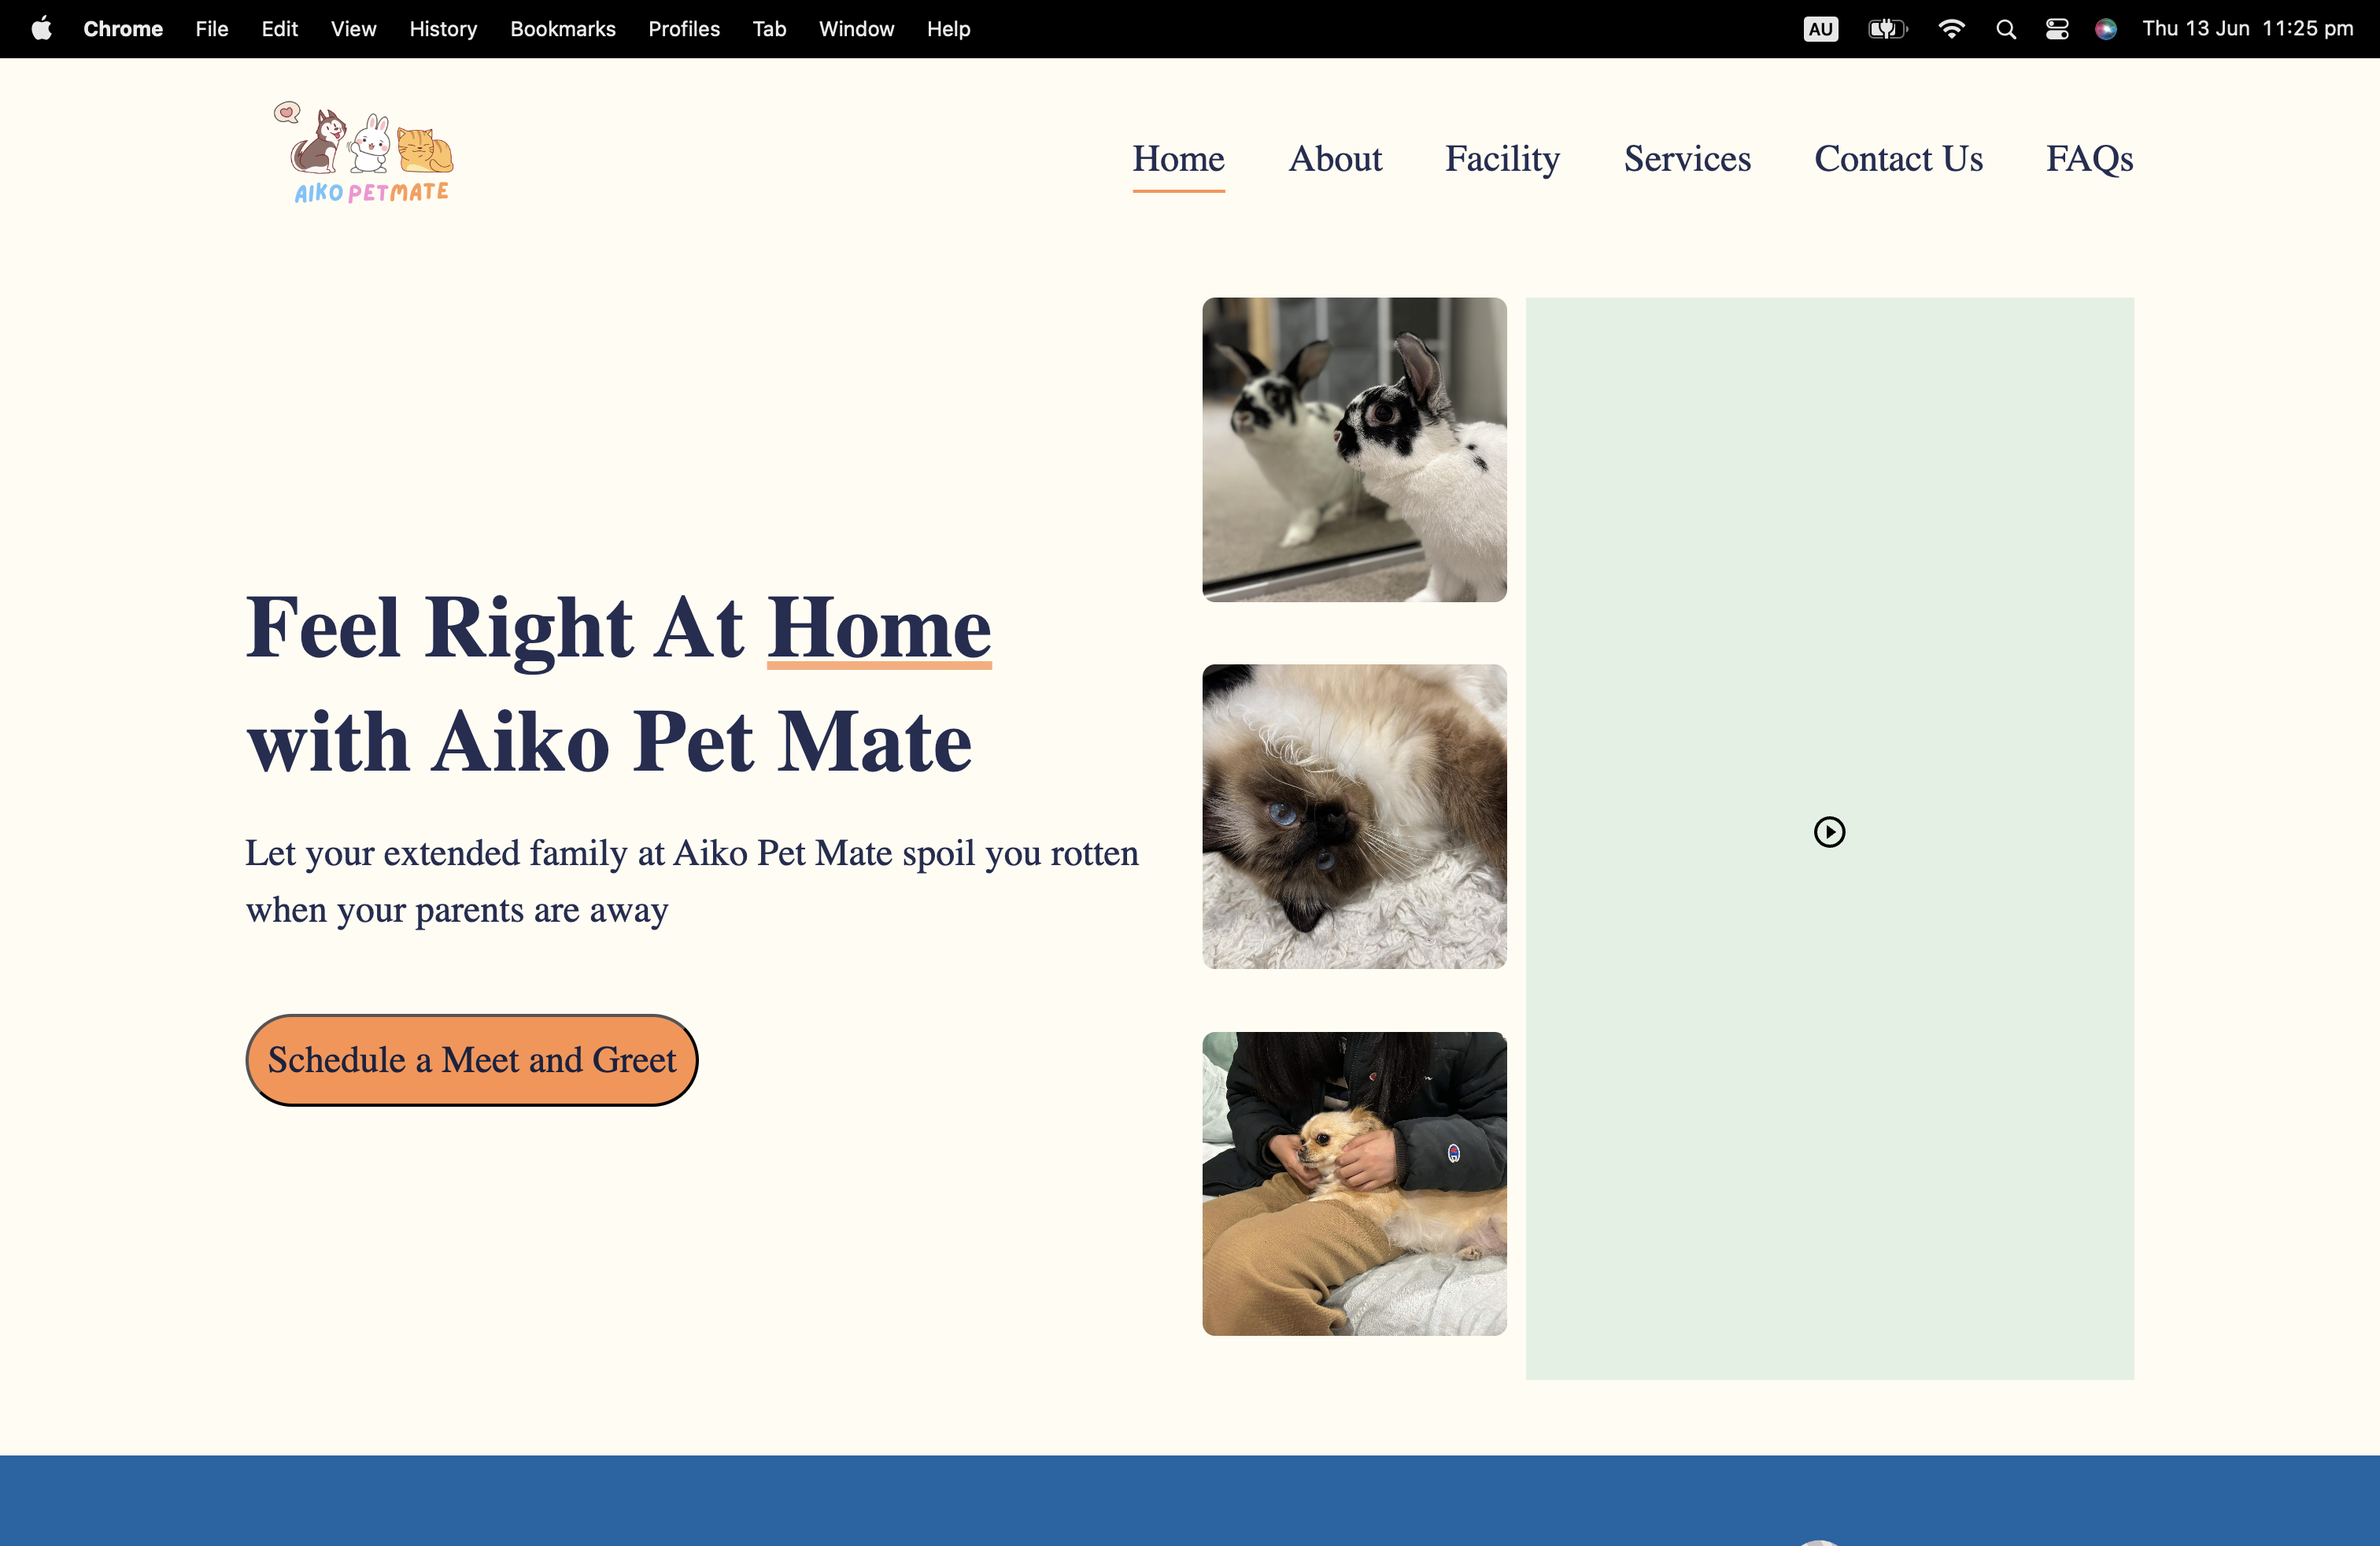 Chrome File Edit View History Bookmarks Profiles Tab Window Help AU Thu 13 Jun 11:25 pm
AIKO PETMATE
Home About Facility Services Contact Us FAQs
Feel Right At Home
with Aiko Pet Mate
Let your extended family at Aiko Pet Mate spoil you rotten
when your parents are away
Schedule a Meet and Greet